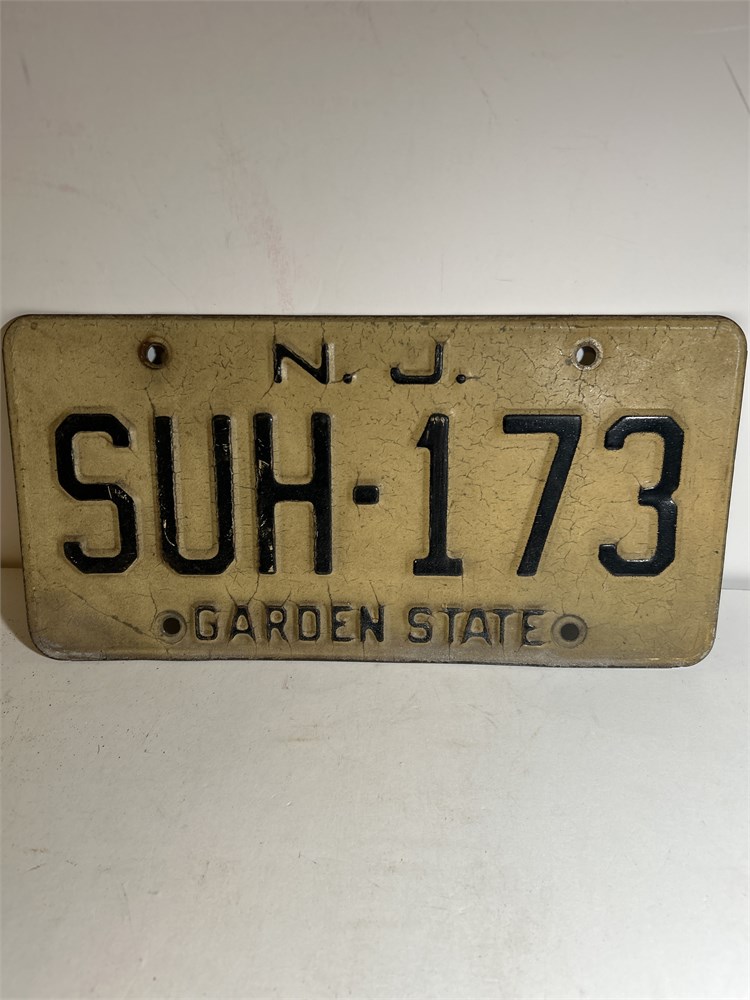 N. J.
SUH-173
GARDEN STATE